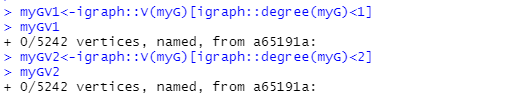 > myGV1<-igraph::V(myG)[igraph::degree(myG)<1]
> myGV1
+ 0/5242 vertices, named, from a65191a:
> myGV2<-igraph::V(myG)[igraph::degree(myG)<2]
> myGV2
+ 0/5242 vertices, named, from a65191a: